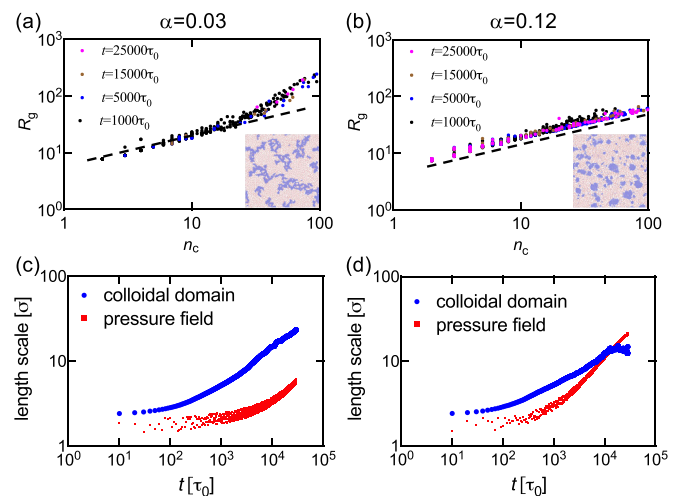 (a) α=0.03
10³
10²
10¹
10⁰
R_g
t=25000τ₀
t=15000τ₀
t=5000τ₀
t=1000τ₀
1 10 100
n_c
(b) α=0.12
10³
10²
10¹
10⁰
R_g
t=25000τ₀
t=15000τ₀
t=5000τ₀
t=1000τ₀
1 10 100
n_c
(c)
100
10
1
length scale [σ]
colloidal domain
pressure field
10⁰ 10¹ 10² 10³ 10⁴ 10⁵
t [τ₀]
(d)
100
10
1
length scale [σ]
colloidal domain
pressure field
10⁰ 10¹ 10² 10³ 10⁴ 10⁵
t [τ₀]